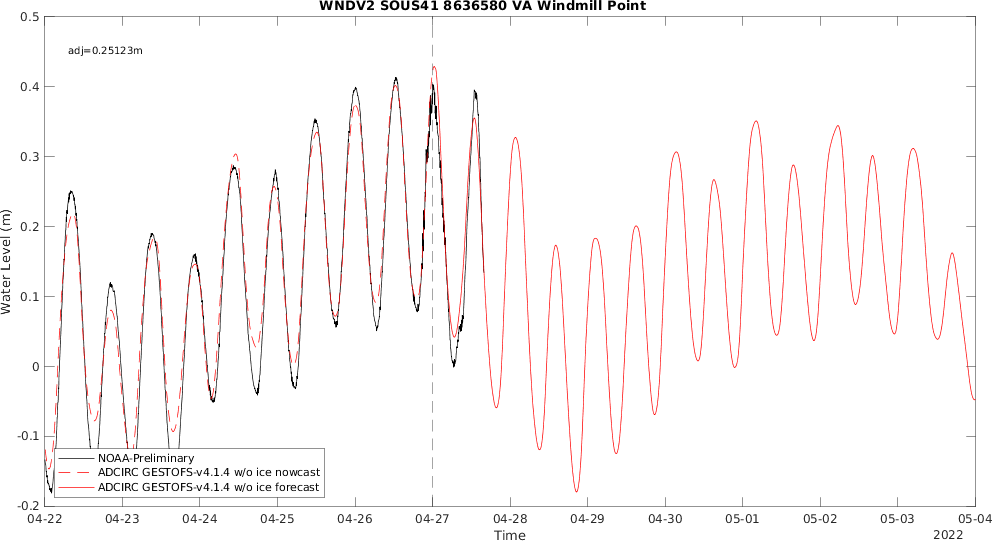 WNDV2 SOUS41 8636580 VA Windmill Point
adj=0.25123m
0.5
0.4
0.3
0.2
0.1
0
-0.1
-0.2
Water Level (m)
NOAA-Preliminary
ADCIRC GESTOFS-v4.1.4 w/o ice nowcast
ADCIRC GESTOFS-v4.1.4 w/o ice forecast
04-22 04-23 04-24 04-25 04-26 04-27 04-28 04-29 04-30 05-01 05-02 05-03 05-04
Time
2022